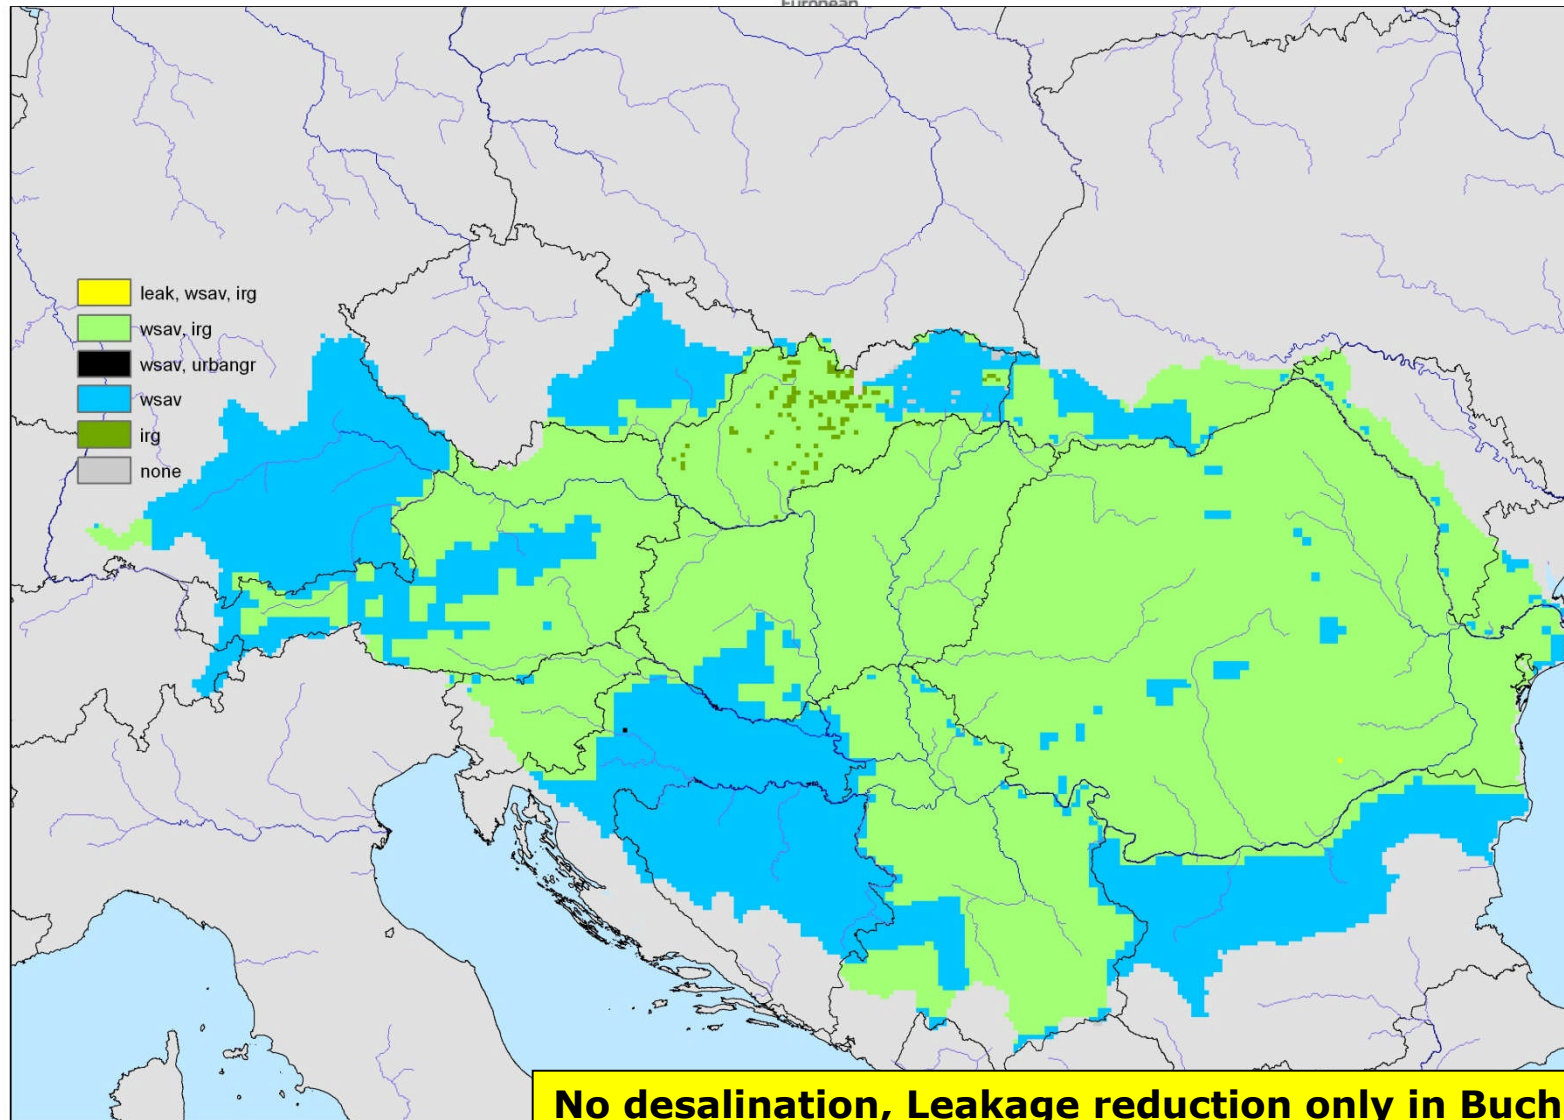 European
leak, wsav, irg
wsav, irg
wsav, urbangr
wsav
irg
none
No desalination, Leakage reduction only in Buch